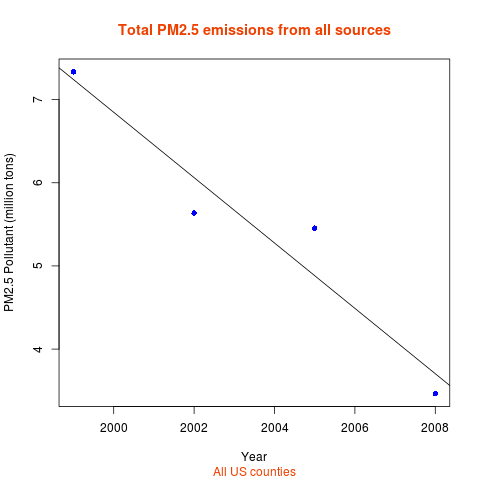 Total PM2.5 emissions from all sources
PM2.5 Pollutant (million tons)
7
6
5
4
2000 2002 2004 2006 2008
Year
All US counties